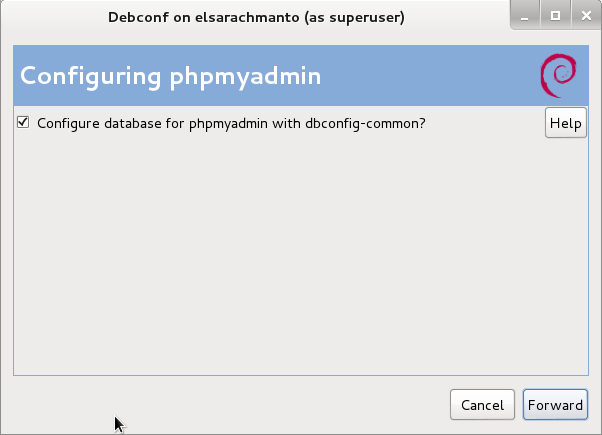 Debconf on elsarachmanto (as superuser)
Configuring phpmyadmin
Configure database for phpmyadmin with dbconfig-common?
Help
Cancel
Forward